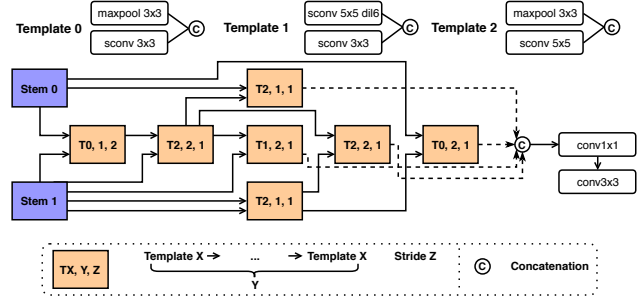 Template 0
maxpool 3x3
sconv 3x3
C
Template 1
sconv 5x5 dil6
sconv 3x3
C
Template 2
maxpool 3x3
sconv 5x5
C
Stem 0
T2, 1, 1
T0, 1, 2
T2, 2, 1
T1, 2, 1
T2, 2, 1
T0, 2, 1
C
conv1x1
conv3x3
Stem 1
T2, 1, 1
TX, Y, Z
Template X
...
Template X
Y
Stride Z
C
Concatenation